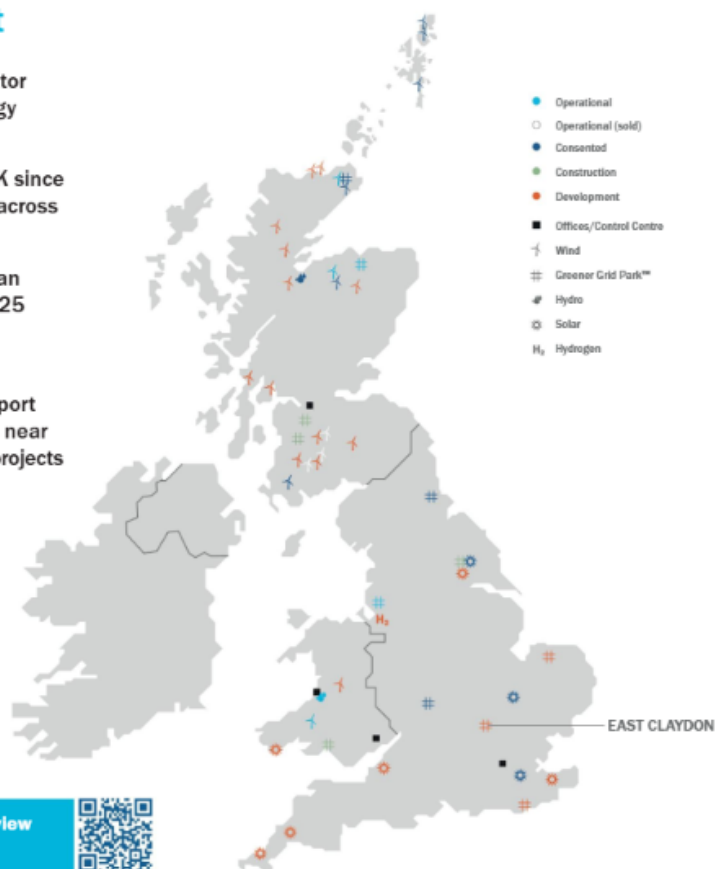 t
tor
gy
K since
across
an
25
port
near
projects
Operational
Operational (sold)
Consented
Construction
Development
Offices/Control Centre
Wind
Greener Grid Park™
Hydro
Solar
H₂ Hydrogen
H₂
EAST CLAYDON
view